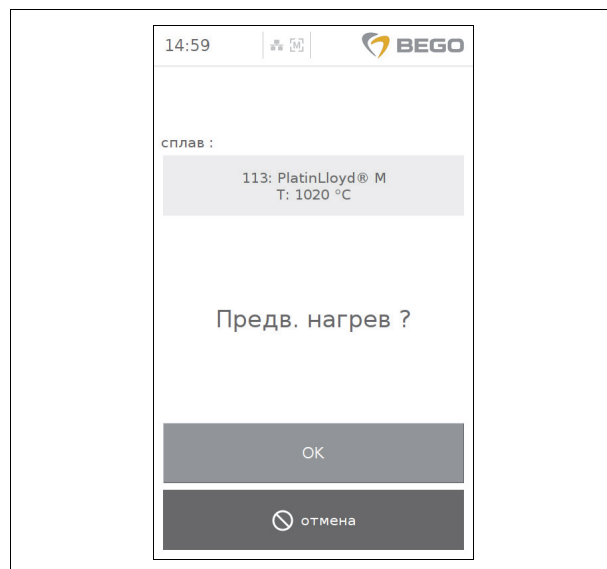 14:59
M
BEGO
сплав :
113: PlatinLloyd® M
T: 1020 °C
Предв. нагрев ?
OK
отмена